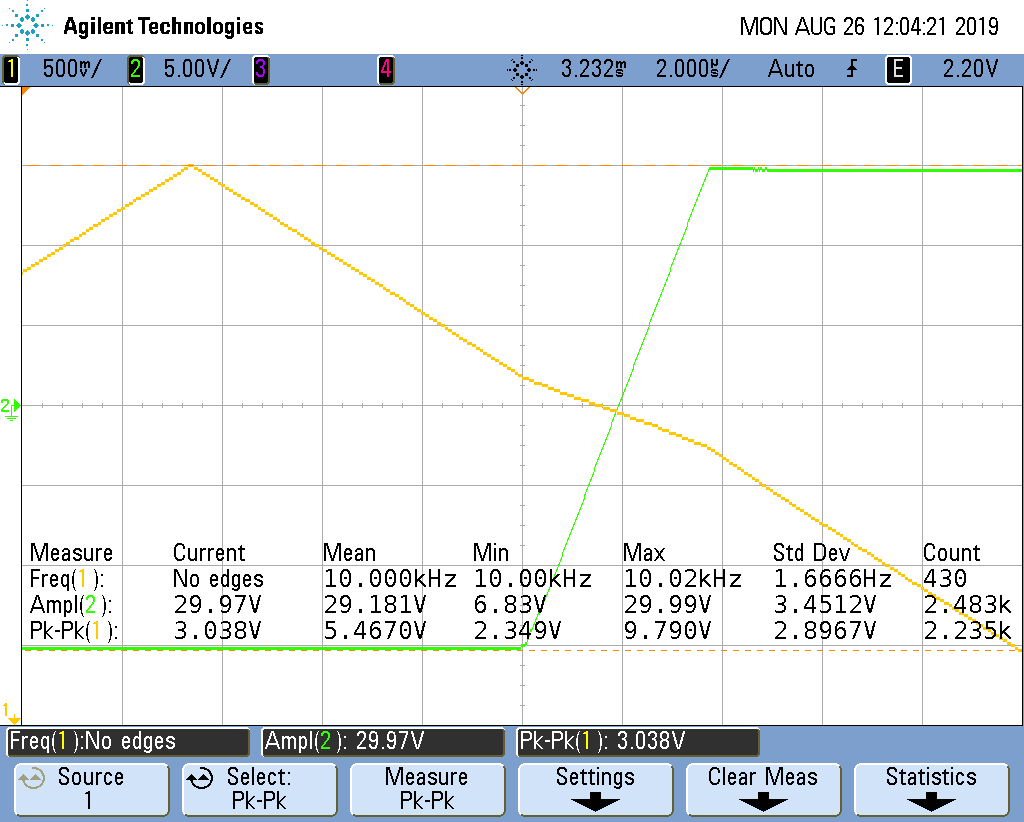 Agilent Technologies MON AUG 26 12:04:21 2019
1 500mV/ 2 5.00V/ 3 4 3.232ms 2.000us/ Auto E 2.20V
2
Measure Current Mean Min Max Std Dev Count
Freq(1): No edges 10.000kHz 10.00kHz 10.02kHz 1.6666Hz 430
Ampl(2): 29.97V 29.181V 6.83V 29.99V 3.4512V 2.483k
Pk-Pk(1): 3.038V 5.4670V 2.349V 9.790V 2.8967V 2.235k
1
Freq(1):No edges Ampl(2): 29.97V Pk-Pk(1): 3.038V
Source Select: Measure Settings Clear Meas Statistics
1 Pk-Pk Pk-Pk